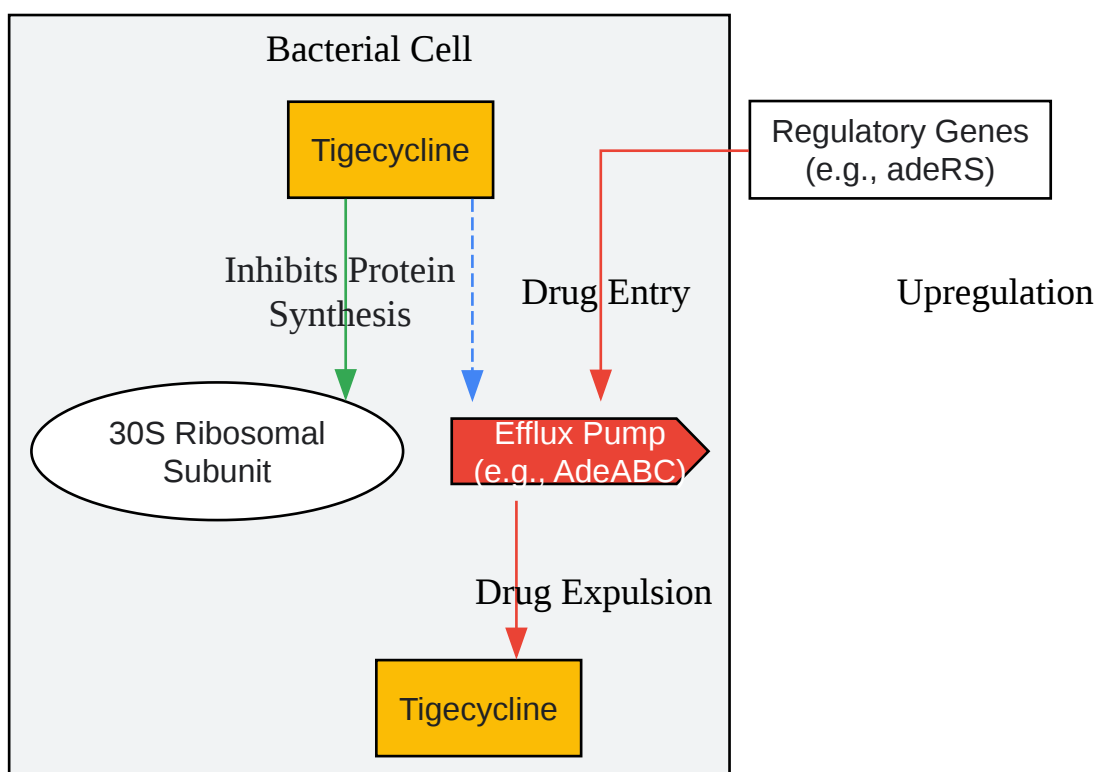 Bacterial Cell
Tigecycline
Regulatory Genes
(e.g., adeRS)
Inhibits Protein
Synthesis
Drug Entry
Upregulation
30S Ribosomal
Subunit
Efflux Pump
(e.g., AdeABC)
Drug Expulsion
Tigecycline